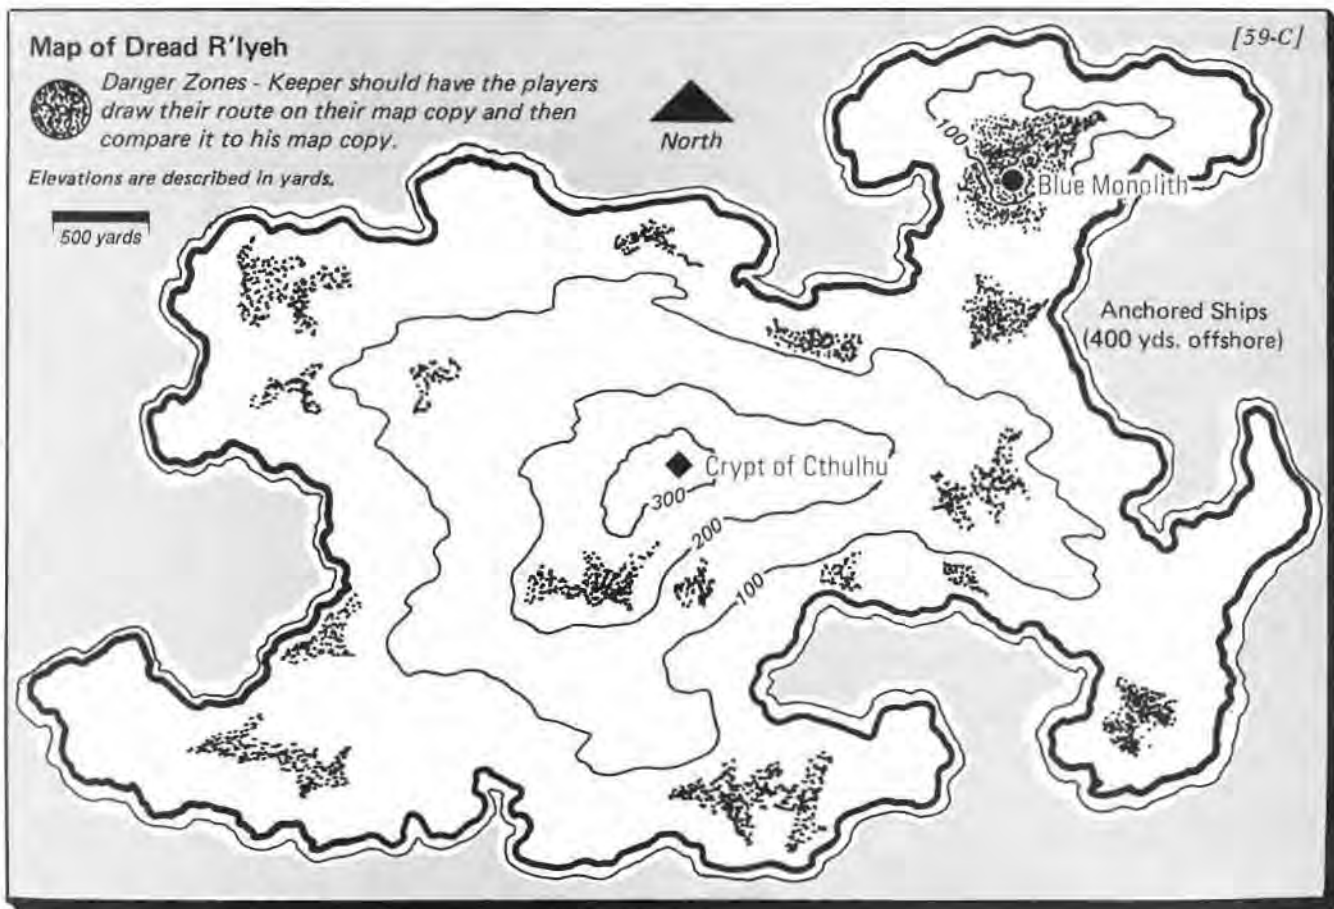 Map of Dread R'lyeh
[59-C]
Danger Zones - Keeper should have the players
draw their route on their map copy and then
compare it to his map copy.
North
Elevations are described in yards.
500 yards
100
Blue Monolith
Anchored Ships
(400 yds. offshore)
Crypt of Cthulhu
300
200
100